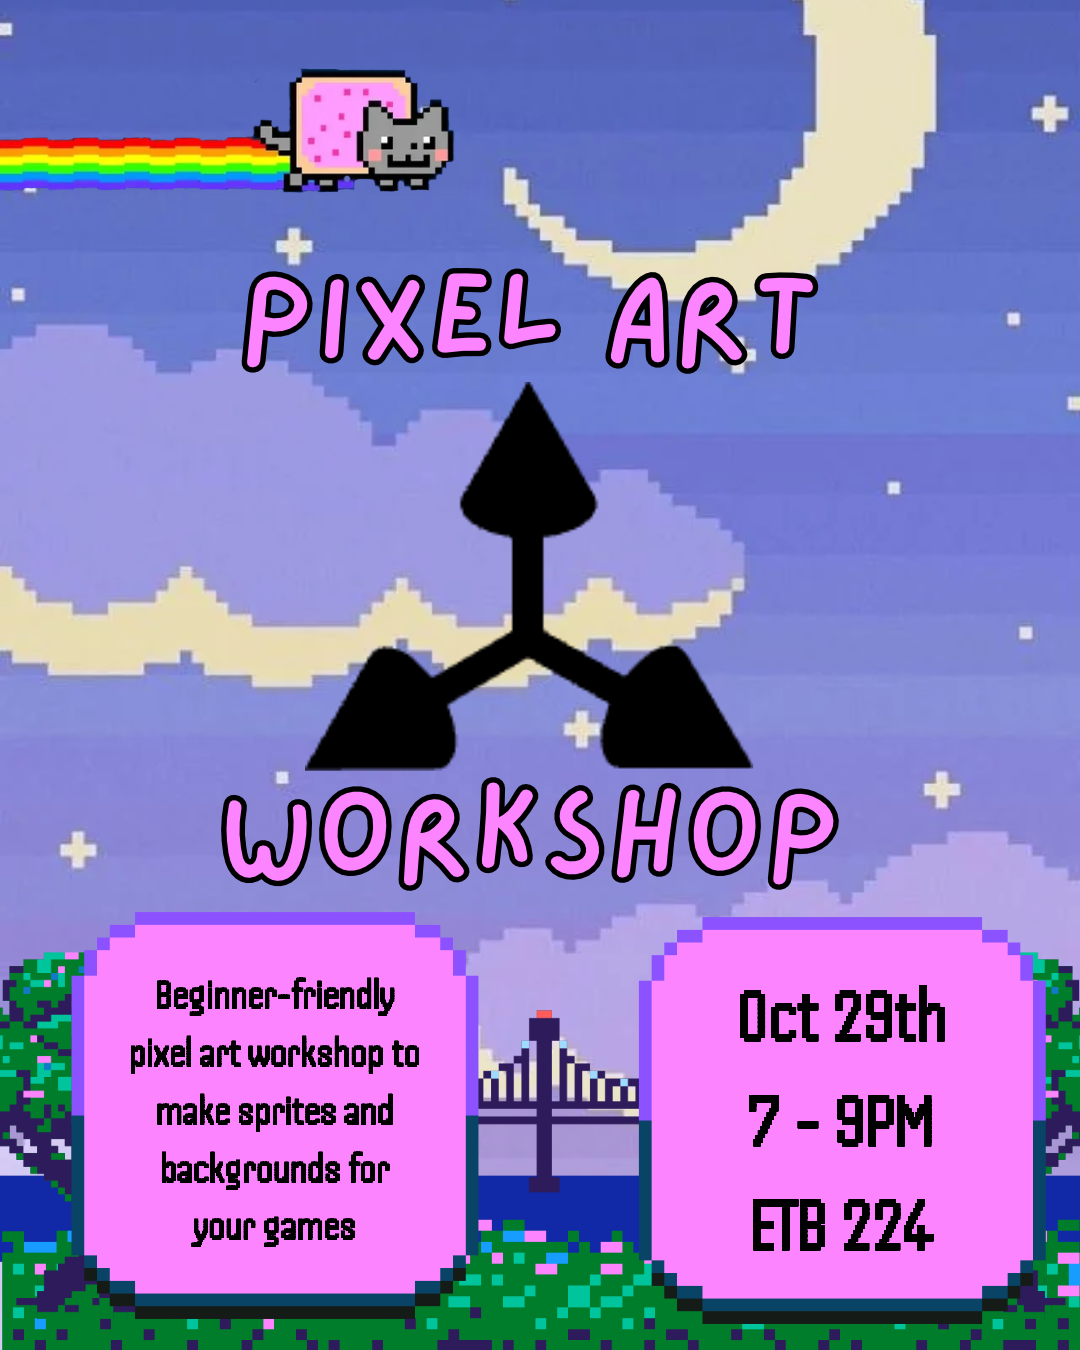 PIXEL ART
WORKSHOP
Beginner-friendly
pixel art workshop to
make sprites and
backgrounds for
your games
Oct 29th
7 - 9PM
ETB 224